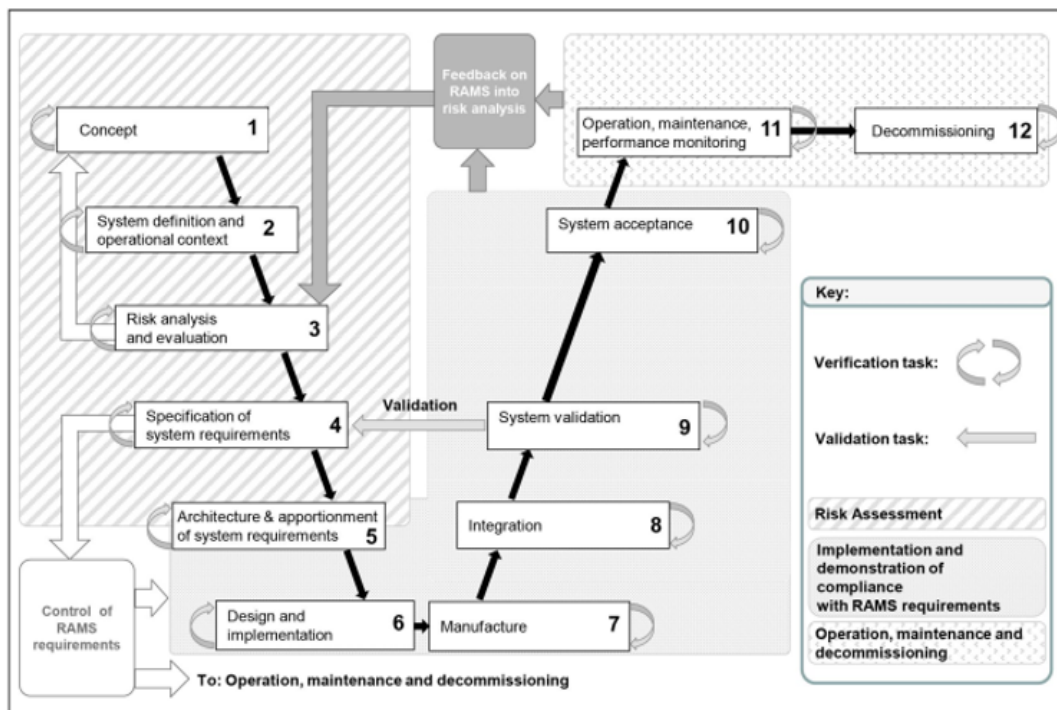 Feedback on
RAMS into
risk analysis
Concept 1
System definition and
operational context 2
Risk analysis
and evaluation 3
Specification of
system requirements 4
Architecture & apportionment
of system requirements 5
Design and
implementation 6
Manufacture 7
Integration 8
System validation 9
Validation
System acceptance 10
Operation, maintenance,
performance monitoring 11
Decommissioning 12
Control of
RAMS
requirements
To: Operation, maintenance and decommissioning
Key:
Verification task:
Validation task:
Risk Assessment
Implementation and
demonstration of
compliance
with RAMS requirements
Operation, maintenance and
decommissioning